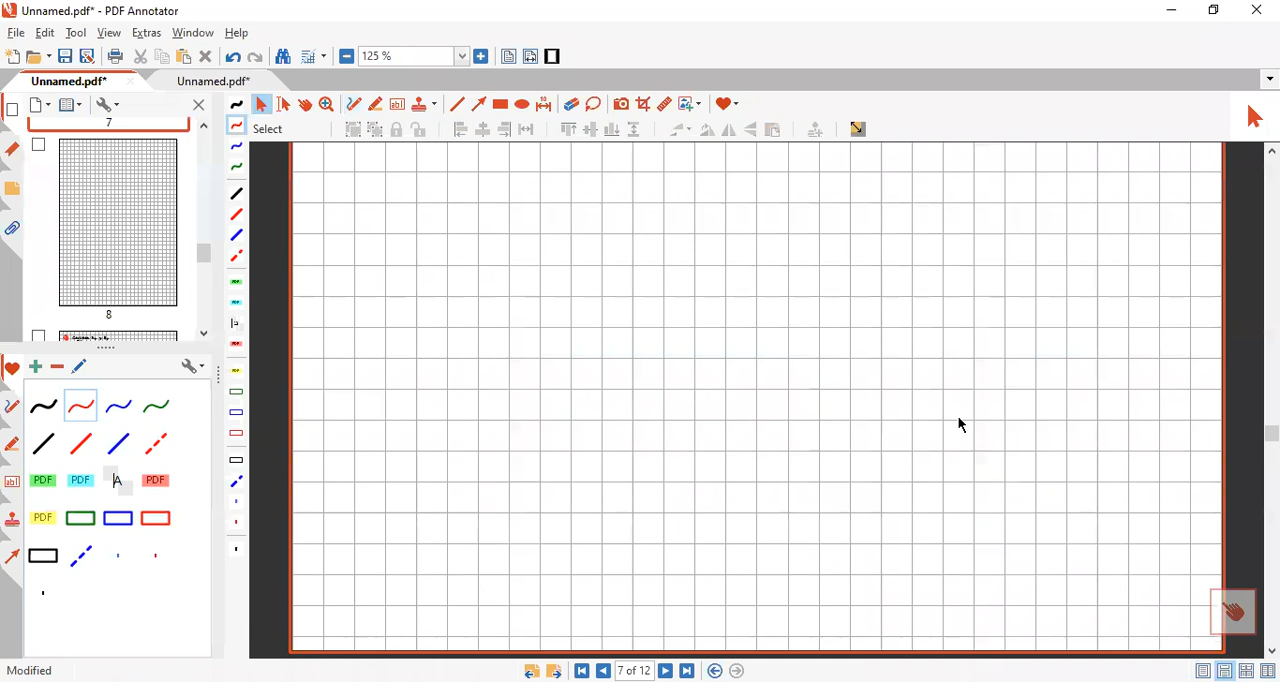 Unnamed.pdf* - PDF Annotator
File Edit Tool View Extras Window Help
125 %
Unnamed.pdf* Unnamed.pdf*
Select
7
8
PDF PDF A PDF
PDF
Modified
7 of 12